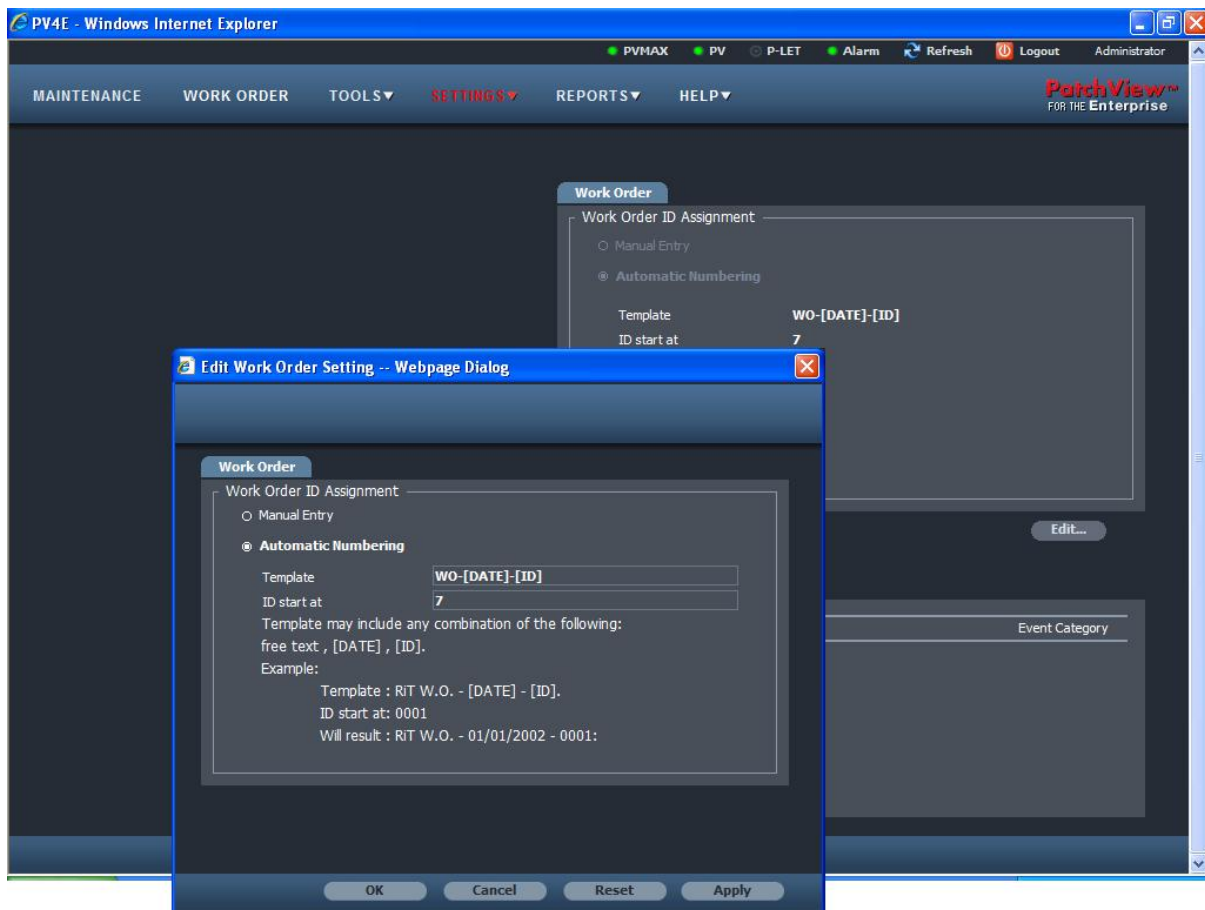 PV4E - Windows Internet Explorer
PVMAX PV P-LET Alarm Refresh Logout Administrator
MAINTENANCE WORK ORDER TOOLS SETTINGS REPORTS HELP
PatchView™
FOR THE Enterprise
Work Order
Work Order ID Assignment
Manual Entry
Automatic Numbering
Template WO-[DATE]-[ID]
ID start at 7
Edit...
Event Category
Edit Work Order Setting -- Webpage Dialog
Work Order
Work Order ID Assignment
Manual Entry
Automatic Numbering
Template WO-[DATE]-[ID]
ID start at 7
Template may include any combination of the following:
free text , [DATE] , [ID].
Example:
Template : RiT W.O. - [DATE] - [ID].
ID start at: 0001
Will result : RiT W.O. - 01/01/2002 - 0001:
OK Cancel Reset Apply